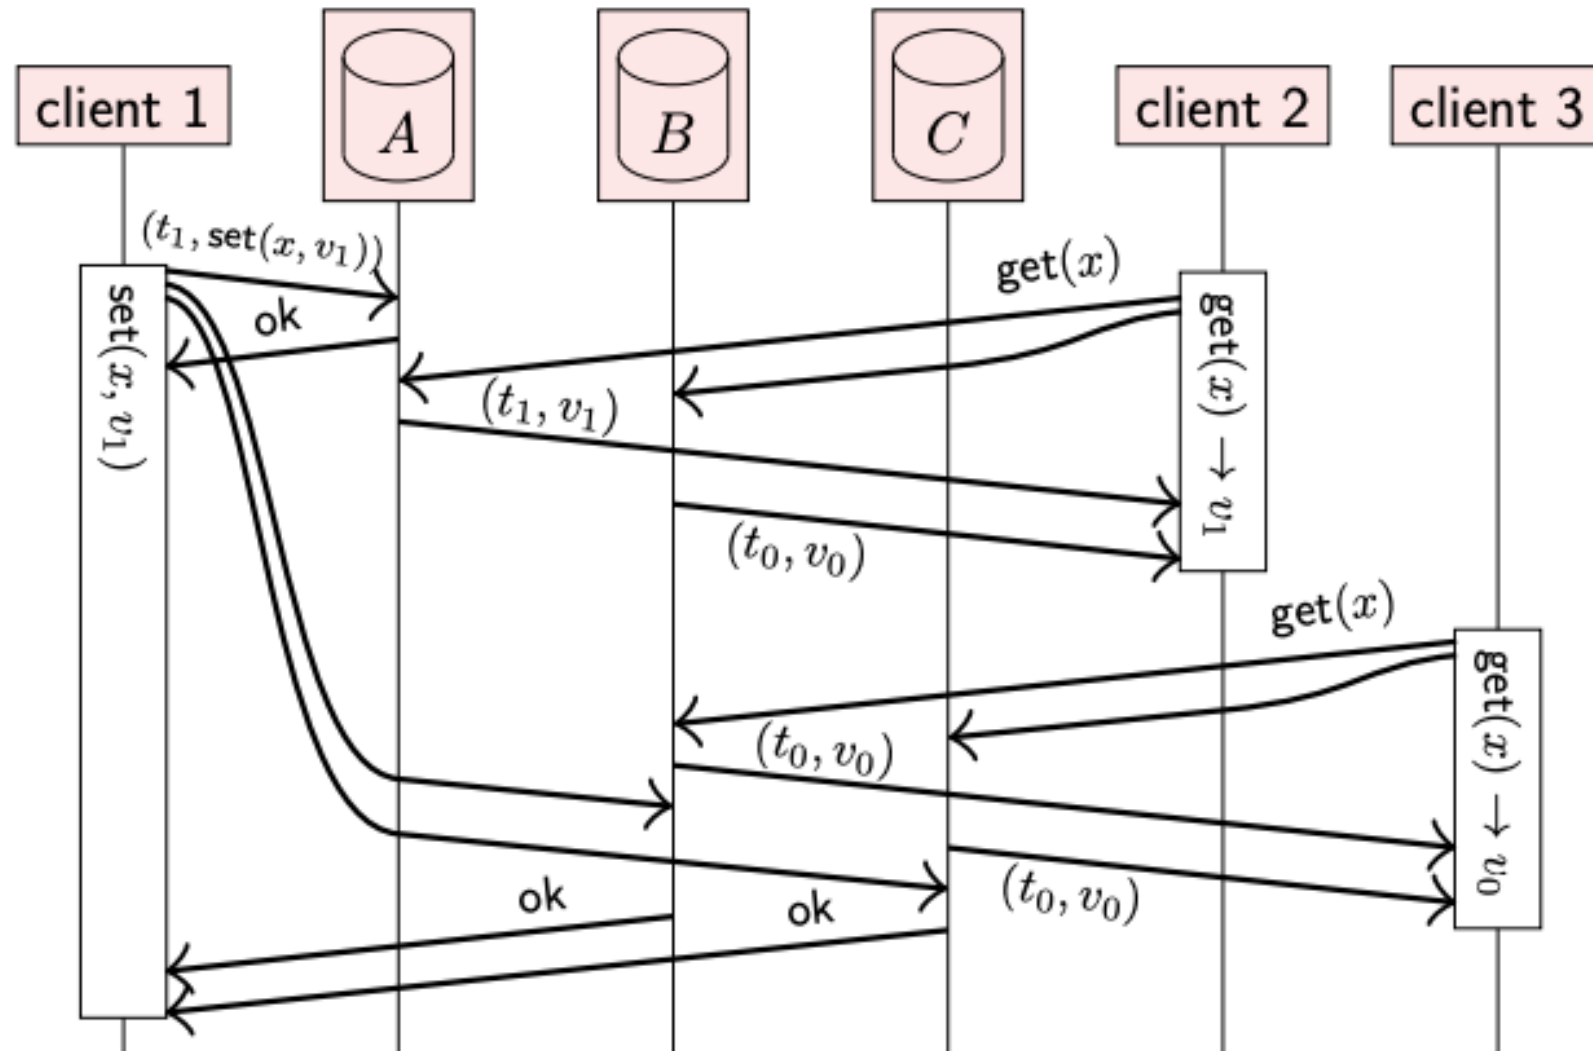 client 1
A
B
C
client 2
client 3
(t₁, set(x, v₁))
ok
set(x, v₁)
get(x)
get(x) → v₁
(t₁, v₁)
(t₀, v₀)
get(x)
get(x) → v₀
(t₀, v₀)
(t₀, v₀)
ok
ok